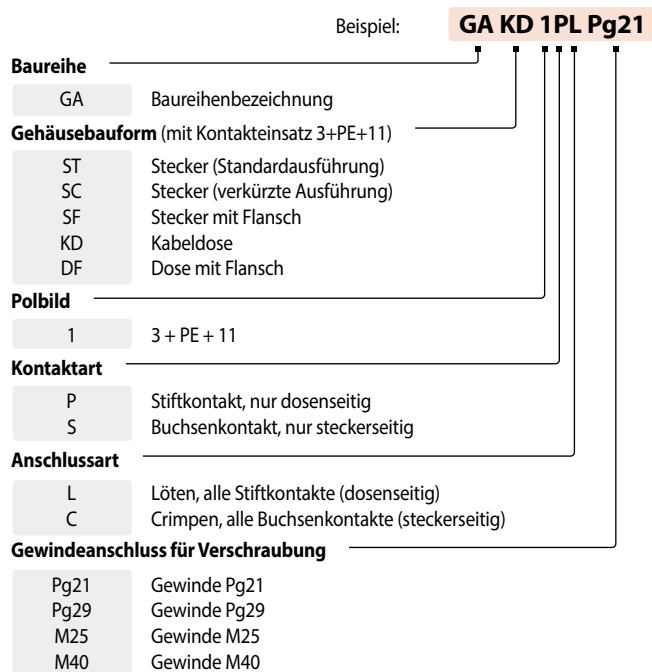 Beispiel: GA KD 1PL Pg21
Baureihe
GA Baureihenbezeichnung
Gehäusebauform (mit Kontakteinsatz 3+PE+11)
ST Stecker (Standardausführung)
SC Stecker (verkürzte Ausführung)
SF Stecker mit Flansch
KD Kabeldose
DF Dose mit Flansch
Polbild
1 3 + PE + 11
Kontaktart
P Stiftkontakt, nur dosenseitig
S Buchsenkontakt, nur steckerseitig
Anschlussart
L Löten, alle Stiftkontakte (dosenseitig)
C Crimpen, alle Buchsenkontakte (steckerseitig)
Gewindeanschluss für Verschraubung
Pg21 Gewinde Pg21
Pg29 Gewinde Pg29
M25 Gewinde M25
M40 Gewinde M40